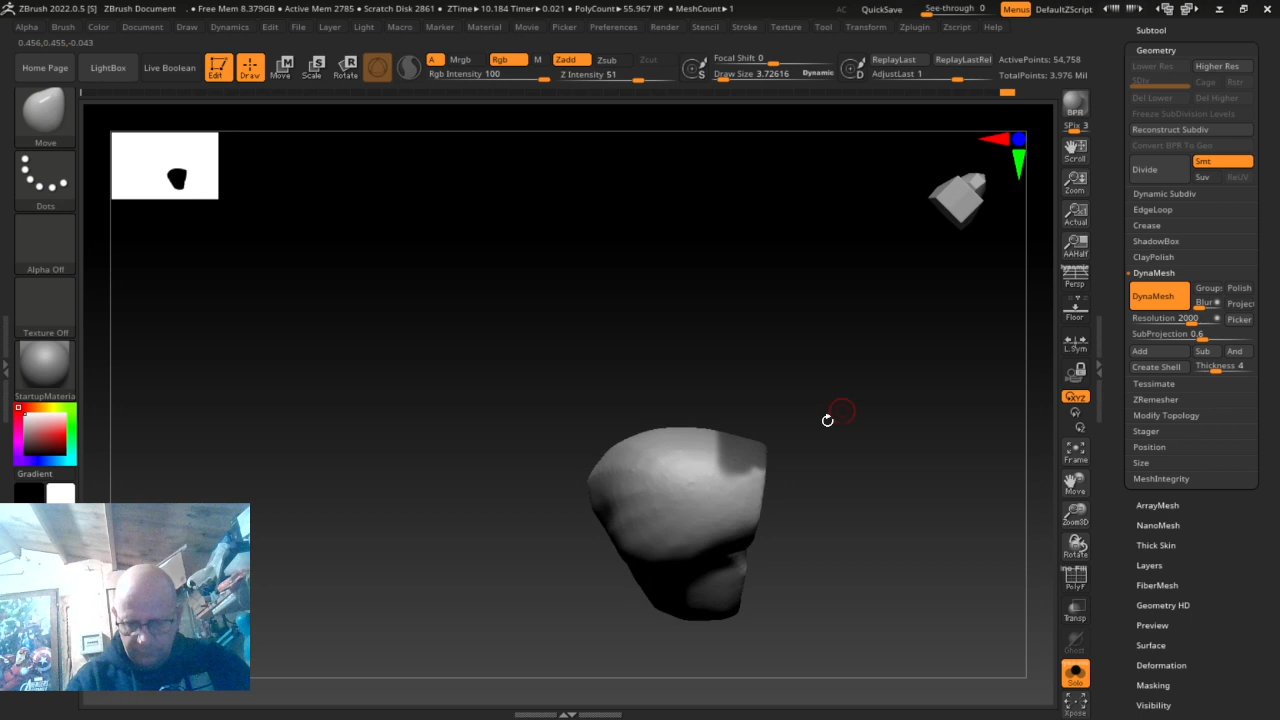 ZBrush 2022.0.5 [S]   ZBrush Document   . • Free Mem 8.379GB • Active Mem 2785 • Scratch Disk 2861 • ZTime▸10.184 Timer▸0.021 • PolyCount▸55.967 KP • MeshCount▸1   AC   QuickSave   See-through 0   Menus   DefaultZScript
Alpha Brush Color Document Draw Dynamics Edit File Layer Light Macro Marker Material Movie Picker Preferences Render Stencil Stroke Texture Tool Transform Zplugin Zscript Help
0.456,0.455,-0.043
Home Page
LightBox
Live Boolean
Edit
Draw
Move
Scale
Rotate
A
Mrgb
Rgb
M
Rgb Intensity 100
Zadd
Zsub
Zcut
Z Intensity 51
S
Focal Shift 0
Draw Size 3.72616
Dynamic
D
ReplayLast
ReplayLastRel
AdjustLast 1
ActivePoints: 54,758
TotalPoints: 3.976 Mil
Move
Dots
Alpha Off
Texture Off
StartupMateria
Gradient
BPR
SPix 3
Scroll
Zoom
Actual
AAHalf
Dynamic
Persp
Floor
L.Sym
XYZ
Frame
Move
Zoom3D
Rotate
PolyF
Transp
Ghost
Solo
Xpose
Subtool
Geometry
Lower Res
Higher Res
SDiv
Cage
Rstr
Del Lower
Del Higher
Freeze SubDivision Levels
Reconstruct Subdiv
Convert BPR To Geo
Divide
Smt
Suv
ReUV
Dynamic Subdiv
EdgeLoop
Crease
ShadowBox
ClayPolish
DynaMesh
DynaMesh
Groups
Polish
Blur
Project
Resolution 2000
Picker
SubProjection 0.6
Add
Sub
And
Create Shell
Thickness 4
Tessimate
ZRemesher
Modify Topology
Stager
Position
Size
MeshIntegrity
ArrayMesh
NanoMesh
Thick Skin
Layers
FiberMesh
Geometry HD
Preview
Surface
Deformation
Masking
Visibility